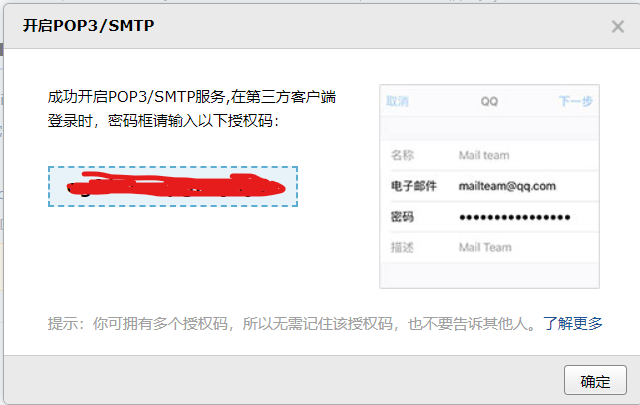 开启POP3/SMTP
成功开启POP3/SMTP服务,在第三方客户端
登录时，密码框请输入以下授权码：
取消 QQ 下一步
名称 Mail team
电子邮件 mailteam@qq.com
密码 ●●●●●●●●●●●●●●●●
描述 Mail Team
提示：你可拥有多个授权码，所以无需记住该授权码，也不要告诉其他人。了解更多
确定